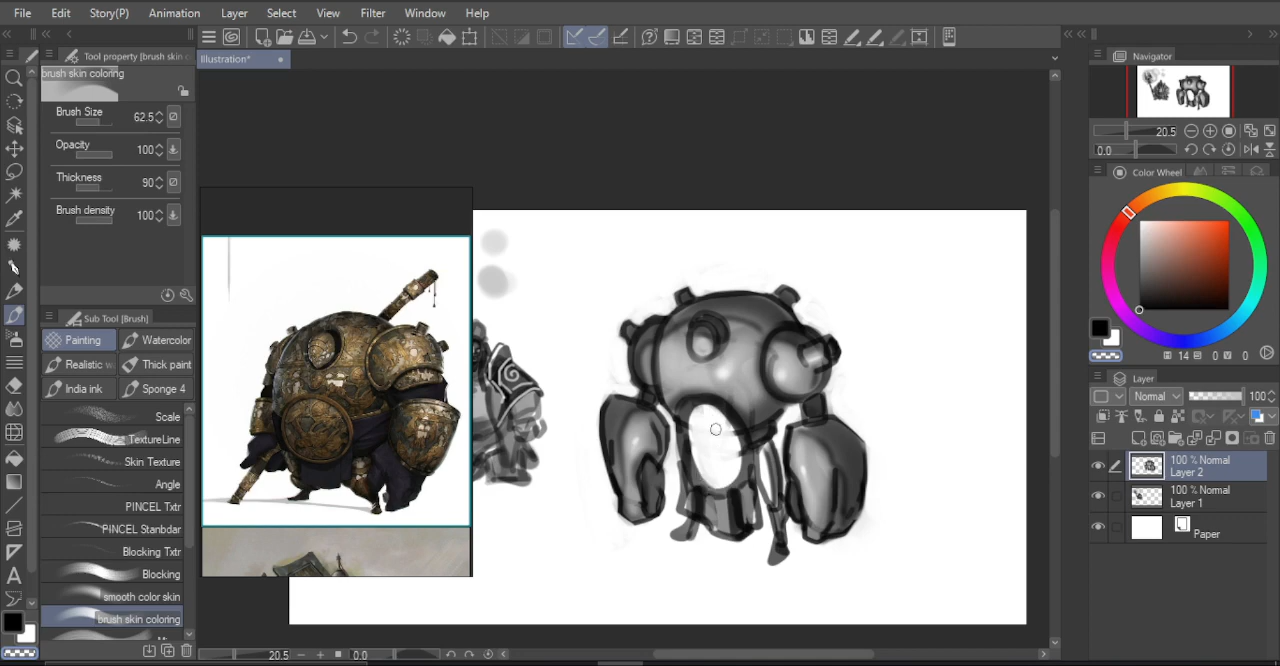 File Edit Story(P) Animation Layer Select View Filter Window Help
Tool property [brush skin co
Illustration*
Navigator
brush skin coloring
Brush Size 62.5
Opacity 100
Thickness 90
Brush density 100
20.5
0.0
Color Wheel
H 14 S 0 V 0
Sub Tool [Brush]
Painting Watercolor
Realistic w Thick paint
India ink Sponge 4
Scale
TextureLine
Skin Texture
Angle
PINCEL Txtr
PINCEL Stanbdar
Blocking Txtr
Blocking
smooth color skin
brush skin coloring
Layer
Normal 100
100 % Normal
Layer 2
100 % Normal
Layer 1
Paper
20.5 0.0